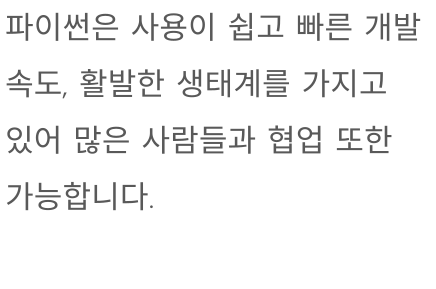 파이썬은 사용이 쉽고 빠른 개발
속도, 활발한 생태계를 가지고
있어 많은 사람들과 협업 또한
가능합니다.